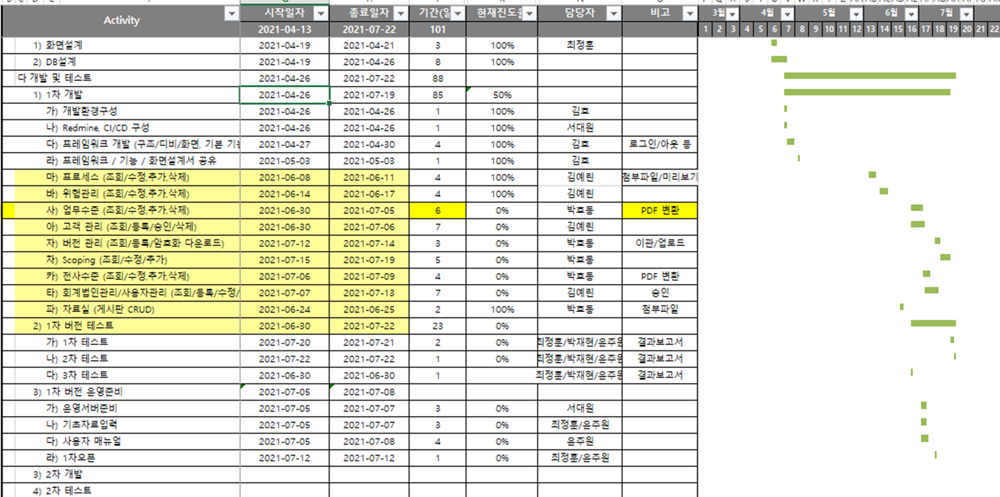 Activity 시작일자 종료일자 기간(일 현재진도율 담당자 비고 3월 4월 5월 6월 7월
2021-04-13 2021-07-22 101 1 2 3 4 5 6 7 8 9 10 11 12 13 14 15 16 17 18 19 20 21 22
1) 화면설계 2021-04-19 2021-04-21 3 100% 최정훈
2) DB설계 2021-04-19 2021-04-26 8 100%
다 개발 및 테스트 2021-04-26 2021-07-22 88
1) 1차 개발 2021-04-26 2021-07-19 85 50%
가) 개발환경구성 2021-04-26 2021-04-26 1 100% 김호
나) Redmine, CI/CD 구성 2021-04-26 2021-04-26 1 100% 서대원
다) 프레임워크 개발 (구조/디비/화면, 기본 기능 2021-04-27 2021-04-30 4 100% 김호 로그인/아웃 등
라) 프레임워크 / 기능 / 화면설계서 공유 2021-05-03 2021-05-03 1 100% 김호
마) 프로세스 (조회/수정,추가,삭제) 2021-06-08 2021-06-11 4 100% 김예린 첨부파일/미리보기
바) 위험관리 (조회/수정,추가,삭제) 2021-06-14 2021-06-17 4 100% 김예린
사) 업무수준 (조회/수정,추가,삭제) 2021-06-30 2021-07-05 6 0% 박효동 PDF 변환
아) 고객 관리 (조회/등록/승인/삭제) 2021-06-30 2021-07-06 7 0% 김예린
자) 버전 관리 (조회/등록/암호화 다운로드) 2021-07-12 2021-07-14 3 0% 박효동 이관/업로드
차) Scoping (조회/수정/추가) 2021-07-15 2021-07-19 5 0% 박효동
카) 전사수준 (조회/수정,추가,삭제) 2021-07-06 2021-07-09 4 0% 박효동 PDF 변환
타) 회계법인관리/사용자관리 (조회/등록/수정/ 2021-07-07 2021-07-13 7 0% 김예린 승인
파) 자료실 (게시판 CRUD) 2021-06-24 2021-06-25 2 100% 박효동 첨부파일
2) 1차 버전 테스트 2021-06-30 2021-07-22 23 0%
가) 1차 테스트 2021-07-20 2021-07-21 2 0% 최정훈/박재현/윤주원 결과보고서
나) 2차 테스트 2021-07-22 2021-07-22 1 0% 최정훈/박재현/윤주원 결과보고서
다) 3차 테스트 2021-06-30 2021-06-30 1 최정훈/박재현/윤주원 결과보고서
3) 1차 버전 운영준비 2021-07-05 2021-07-08
가) 운영서버준비 2021-07-05 2021-07-07 3 0% 서대원
나) 기초자료입력 2021-07-05 2021-07-07 3 0% 최정훈/윤주원
다) 사용자 매뉴얼 2021-07-05 2021-07-08 4 0% 윤주원
라) 1차오픈 2021-07-12 2021-07-12 1 0% 최정훈/윤주원
3) 2차 개발
4) 2차 테스트